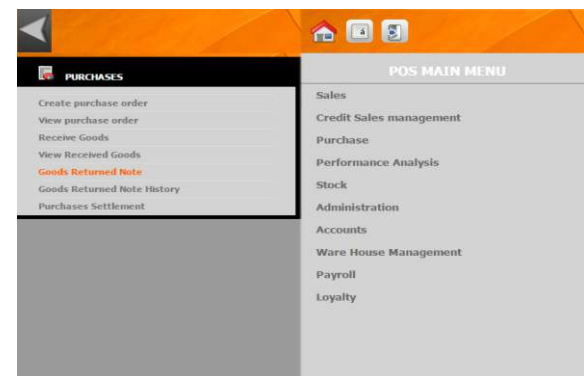 PURCHASES
Create purchase order
View purchase order
Receive Goods
View Received Goods
Goods Returned Note
Goods Returned Note History
Purchases Settlement
a
POS MAIN MENU
Sales
Credit Sales management
Purchase
Performance Analysis
Stock
Administration
Accounts
Ware House Management
Payroll
Loyalty